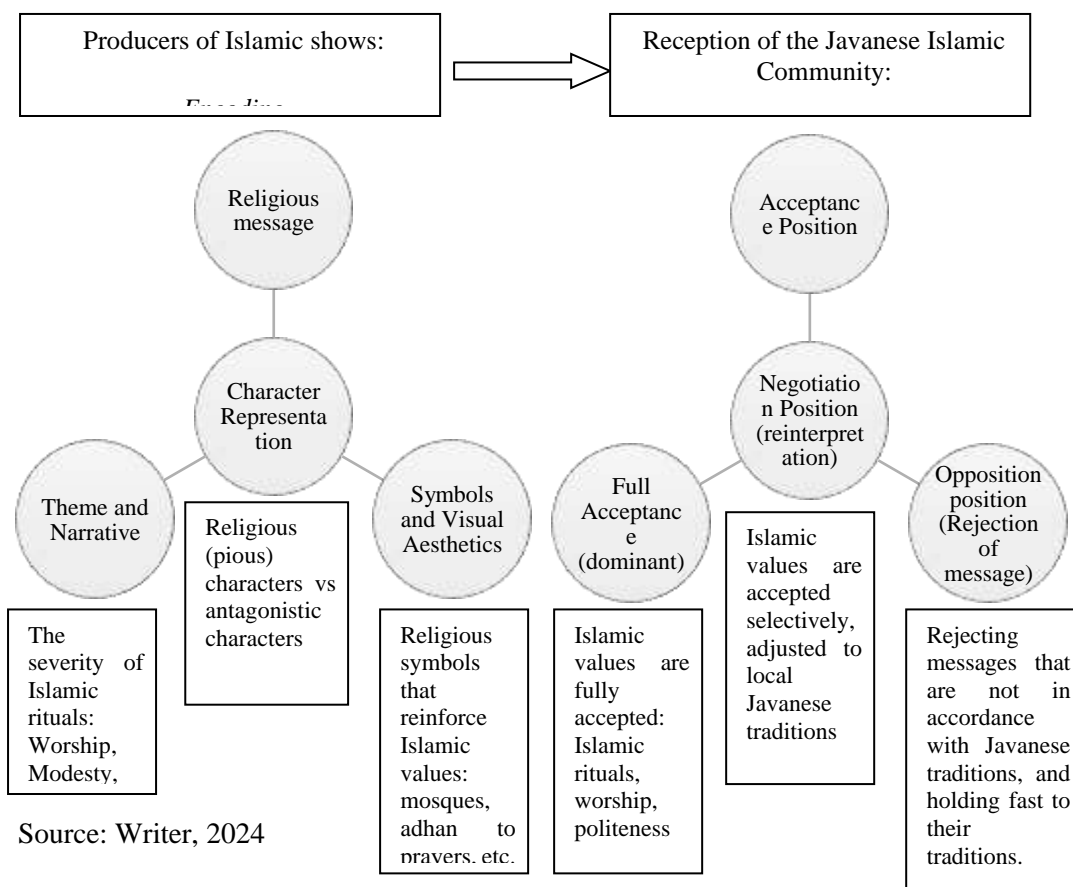 Producers of Islamic shows:
Encoding
Reception of the Javanese Islamic
Community:
Religious
message
Character
Representa
tion
Theme and
Narrative
Symbols
and Visual
Aesthetics
The
severity of
Islamic
rituals:
Worship,
Modesty,
Religious
(pious)
characters vs
antagonistic
characters
Religious
symbols
that
reinforce
Islamic
values:
mosques,
adhan to
prayers, etc.
Acceptanc
e Position
Negotiatio
n Position
(reinterpret
ation)
Full
Acceptanc
e
(dominant)
Opposition
position
(Rejection of
message)
Islamic
values are
fully
accepted:
Islamic
rituals,
worship,
politeness
Islamic
values are
accepted
selectively,
adjusted to
local
Javanese
traditions
Rejecting
messages that
are not in
accordance
with Javanese
traditions, and
holding fast to
their
traditions.
Source: Writer, 2024